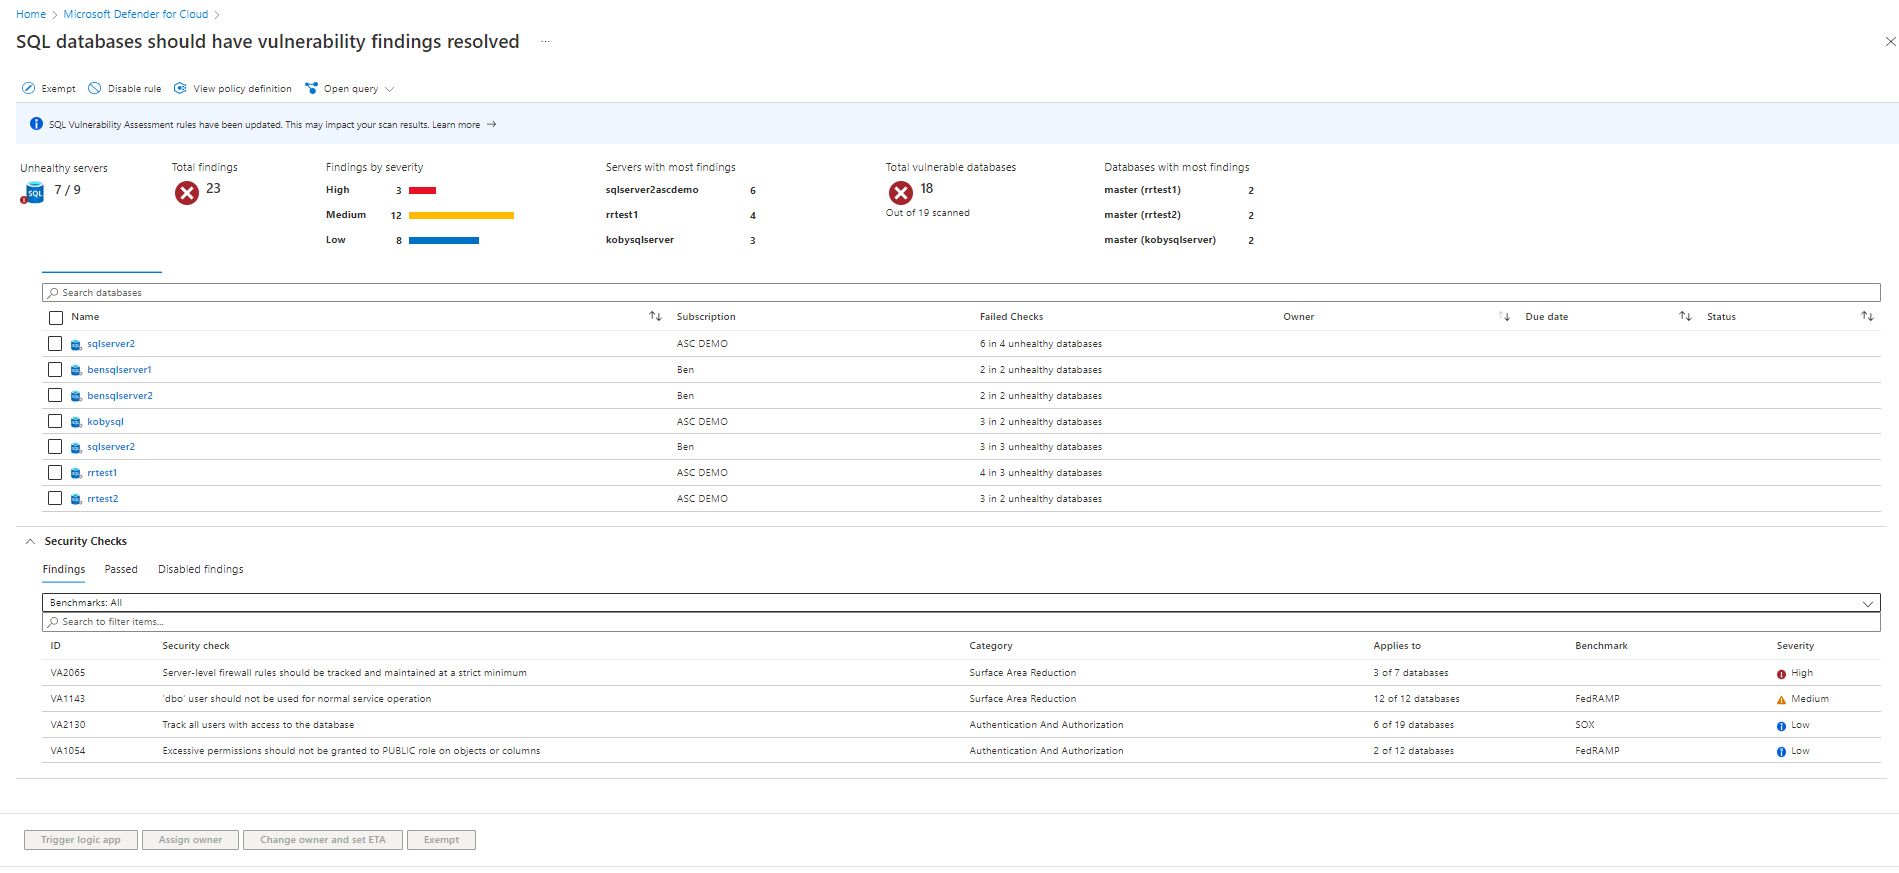 Home > Microsoft Defender for Cloud >
SQL databases should have vulnerability findings resolved ...
Exempt Disable rule View policy definition Open query
SQL Vulnerability Assessment rules have been updated. This may impact your scan results. Learn more →
Unhealthy servers
SQL 7 / 9
Total findings
23
Findings by severity
High 3
Medium 12
Low 8
Servers with most findings
sqlserver2ascdemo 6
rrtest1 4
kobysqlserver 3
Total vulnerable databases
18
Out of 19 scanned
Databases with most findings
master (rrtest1) 2
master (rrtest2) 2
master (kobysqlserver) 2
Search databases
Name ↑↓ Subscription Failed Checks Owner ↑↓ Due date ↑↓ Status ↑↓
sqlserver2 ASC DEMO 6 in 4 unhealthy databases
bensqlserver1 Ben 2 in 2 unhealthy databases
bensqlserver2 Ben 2 in 2 unhealthy databases
kobysql ASC DEMO 3 in 2 unhealthy databases
sqlserver2 Ben 3 in 3 unhealthy databases
rrtest1 ASC DEMO 4 in 3 unhealthy databases
rrtest2 ASC DEMO 3 in 2 unhealthy databases
Security Checks
Findings Passed Disabled findings
Benchmarks: All
Search to filter items...
ID Security check Category Applies to Benchmark Severity
VA2065 Server-level firewall rules should be tracked and maintained at a strict minimum Surface Area Reduction 3 of 7 databases High
VA1143 'dbo' user should not be used for normal service operation Surface Area Reduction 12 of 12 databases FedRAMP Medium
VA2130 Track all users with access to the database Authentication And Authorization 6 of 19 databases SOX Low
VA1054 Excessive permissions should not be granted to PUBLIC role on objects or columns Authentication And Authorization 2 of 12 databases FedRAMP Low
Trigger logic app Assign owner Change owner and set ETA Exempt